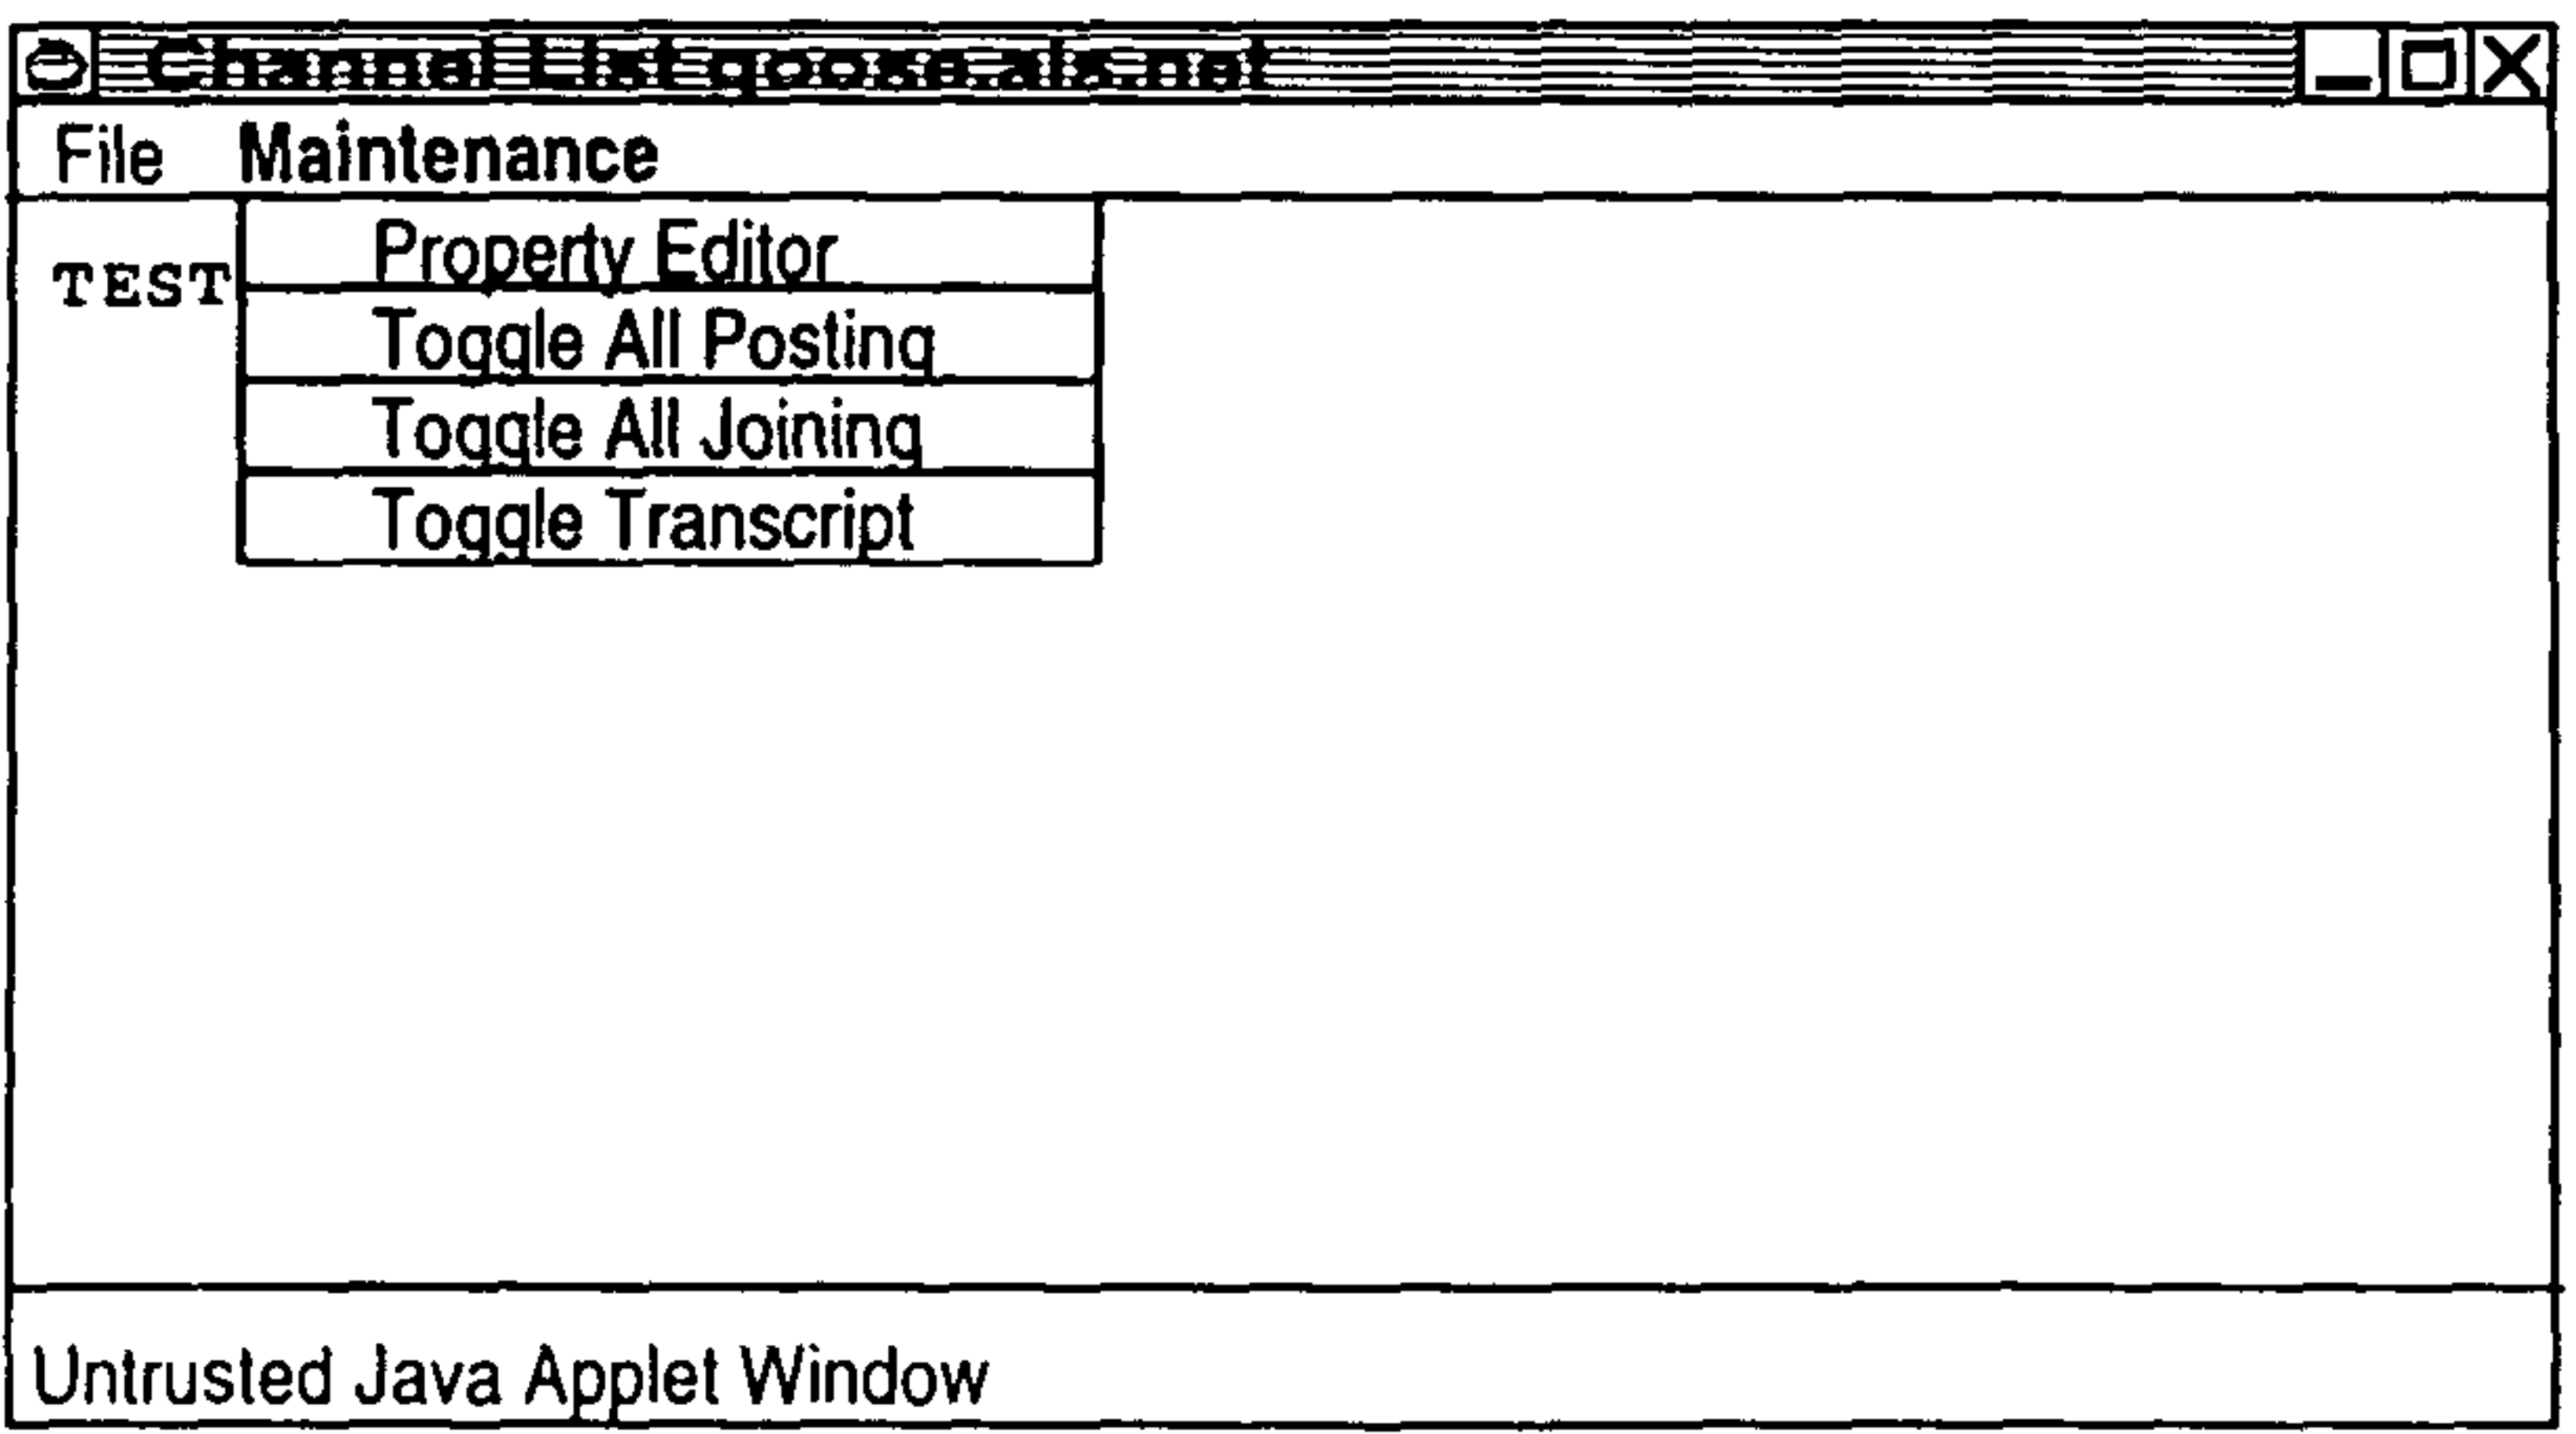 Channel List goose.ais.net
File Maintenance
TEST
Property Editor
Toggle All Posting
Toggle All Joining
Toggle Transcript
Untrusted Java Applet Window